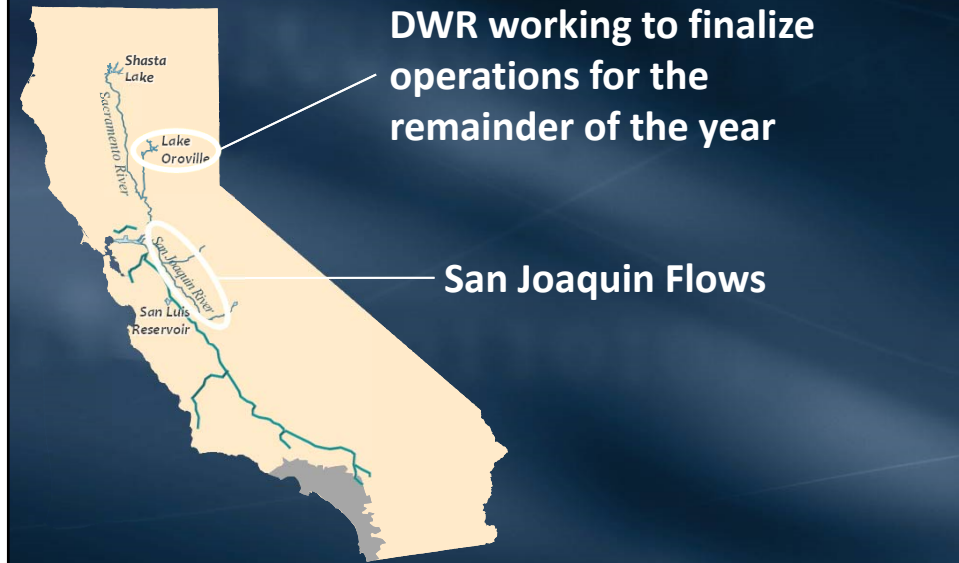 DWR working to finalize
operations for the
remainder of the year
Shasta
Lake
Sacramento River
Lake
Oroville
San Joaquin River
San Joaquin Flows
San Luis
Reservoir